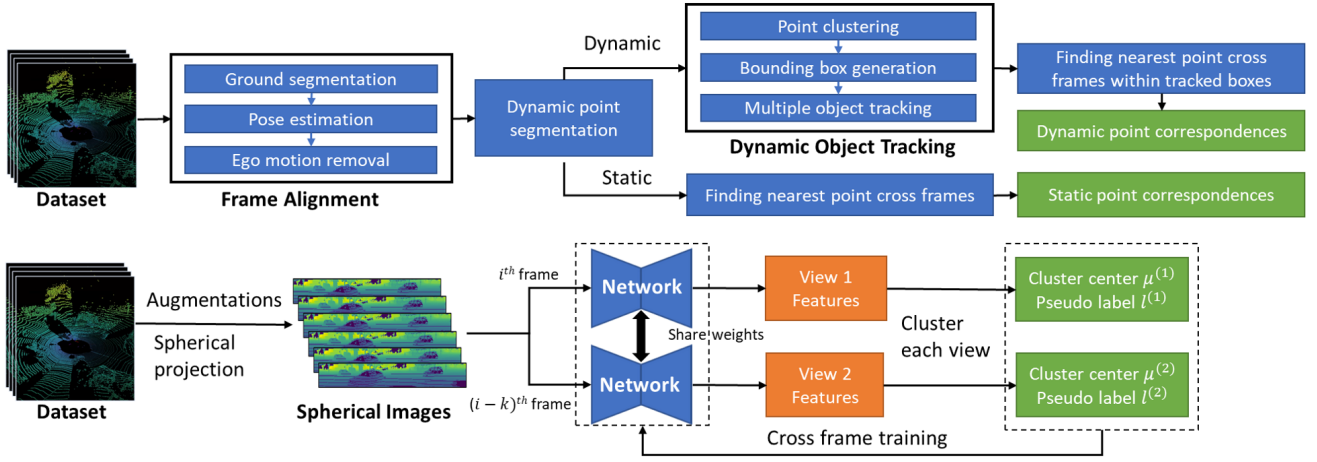 Dataset
Ground segmentation
Pose estimation
Ego motion removal
Frame Alignment
Dynamic point
segmentation
Dynamic
Static
Point clustering
Bounding box generation
Multiple object tracking
Dynamic Object Tracking
Finding nearest point cross
frames within tracked boxes
Dynamic point correspondences
Finding nearest point cross frames
Static point correspondences
Dataset
Augmentations
Spherical
projection
Spherical Images
i^{th} frame
(i − k)^{th} frame
Network
Share weights
Network
View 1
Features
View 2
Features
Cluster
each view
Cluster center μ^{(1)}
Pseudo label l^{(1)}
Cluster center μ^{(2)}
Pseudo label l^{(2)}
Cross frame training